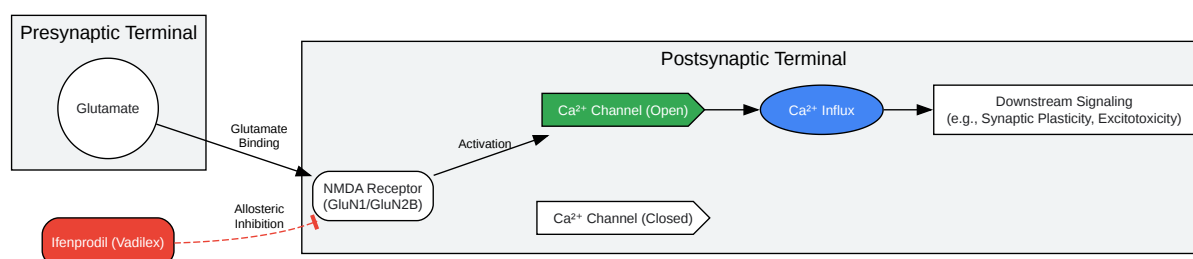 Presynaptic Terminal
Glutamate
Glutamate
Binding
Postsynaptic Terminal
NMDA Receptor
(GluN1/GluN2B)
Activation
Ca²⁺ Channel (Open)
Ca²⁺ Influx
Downstream Signaling
(e.g., Synaptic Plasticity, Excitotoxicity)
Ca²⁺ Channel (Closed)
Allosteric
Inhibition
Ifenprodil (Vadilex)